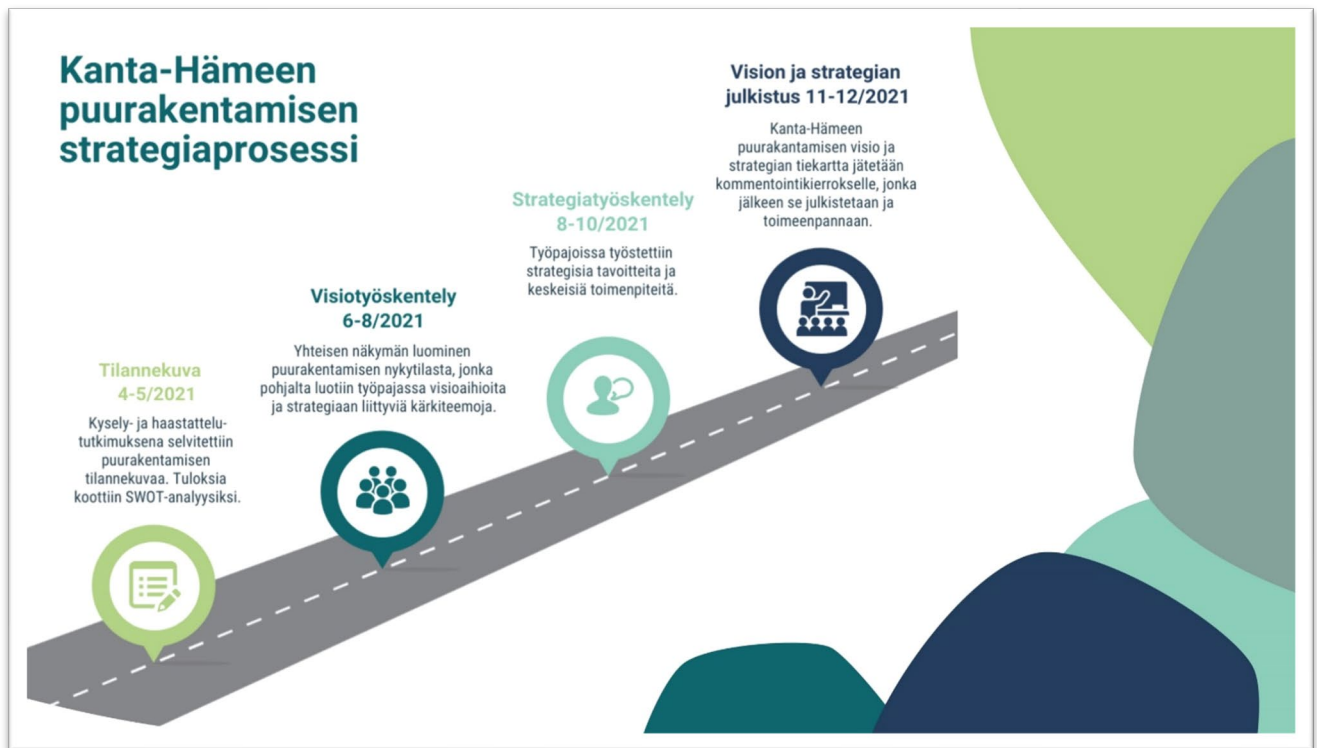 Kanta-Hämeen
puurakentamisen
strategiaprosessi
Tilannekuva
4-5/2021
Kysely- ja haastattelu-
tutkimuksena selvitettiin
puurakentamisen
tilannekuvaa. Tuloksia
koottiin SWOT-analyysiksi.
Visiotyöskentely
6-8/2021
Yhteisen näkymän luominen
puurakentamisen nykytilasta, jonka
pohjalta luotiin työpajassa visioaihioita
ja strategiaan liittyviä kärkiteemoja.
Strategiatyöskentely
8-10/2021
Työpajoissa työstettiin
strategisia tavoitteita ja
keskeisiä toimenpiteitä.
Vision ja strategian
julkistus 11-12/2021
Kanta-Hämeen
puurakantamisen visio ja
strategian tiekartta jätetään
kommentointikierrokselle, jonka
jälkeen se julkistetaan ja
toimeenpannaan.